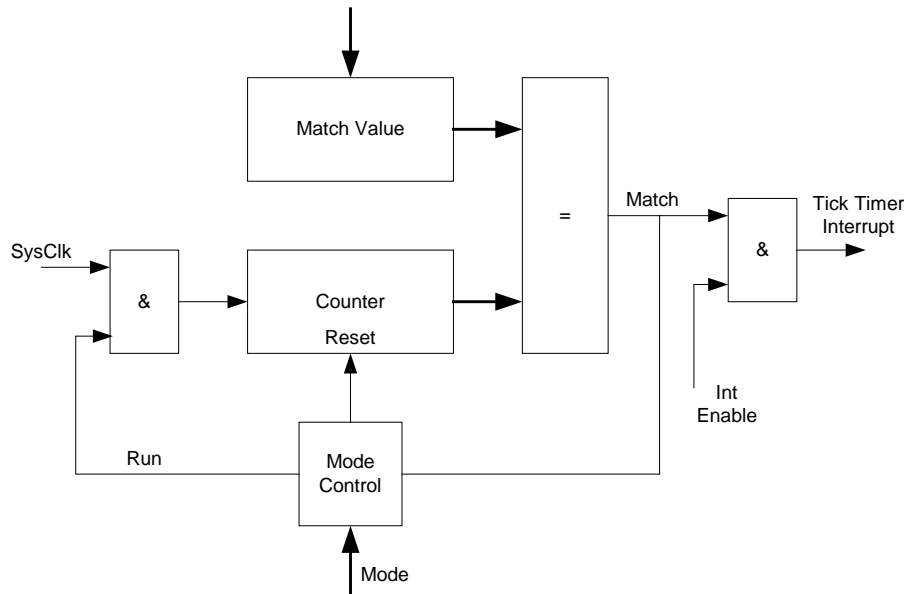 Match Value
=
Match
Tick Timer
Interrupt
&
SysClk
&
Counter
Reset
Int
Enable
Run
Mode
Control
Mode